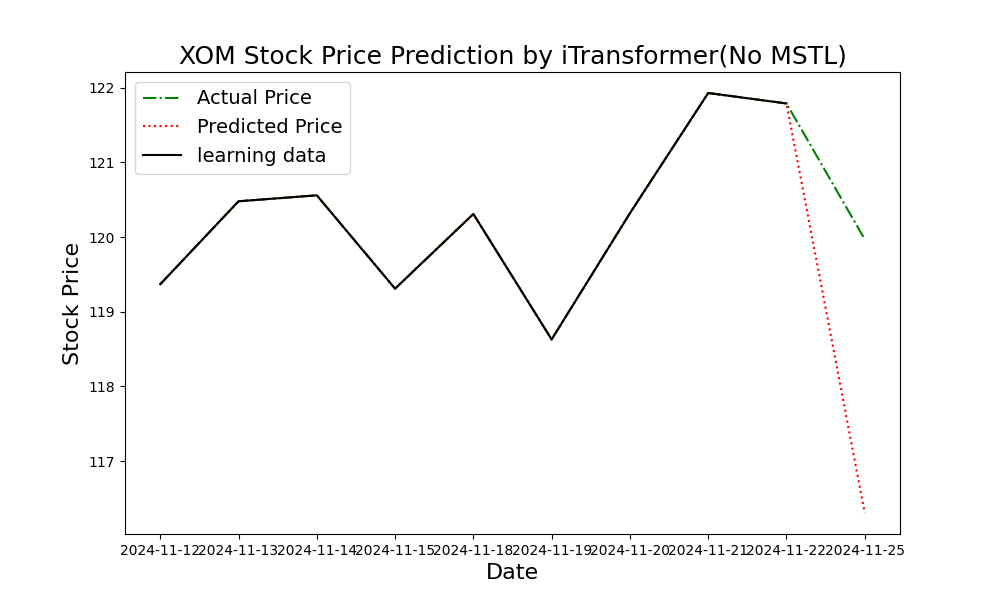 XOM Stock Price Prediction by iTransformer(No MSTL)
Actual Price
Predicted Price
learning data
122
121
120
119
118
117
Stock Price
2024-11-12 2024-11-13 2024-11-14 2024-11-15 2024-11-18 2024-11-19 2024-11-20 2024-11-21 2024-11-22 2024-11-25
Date